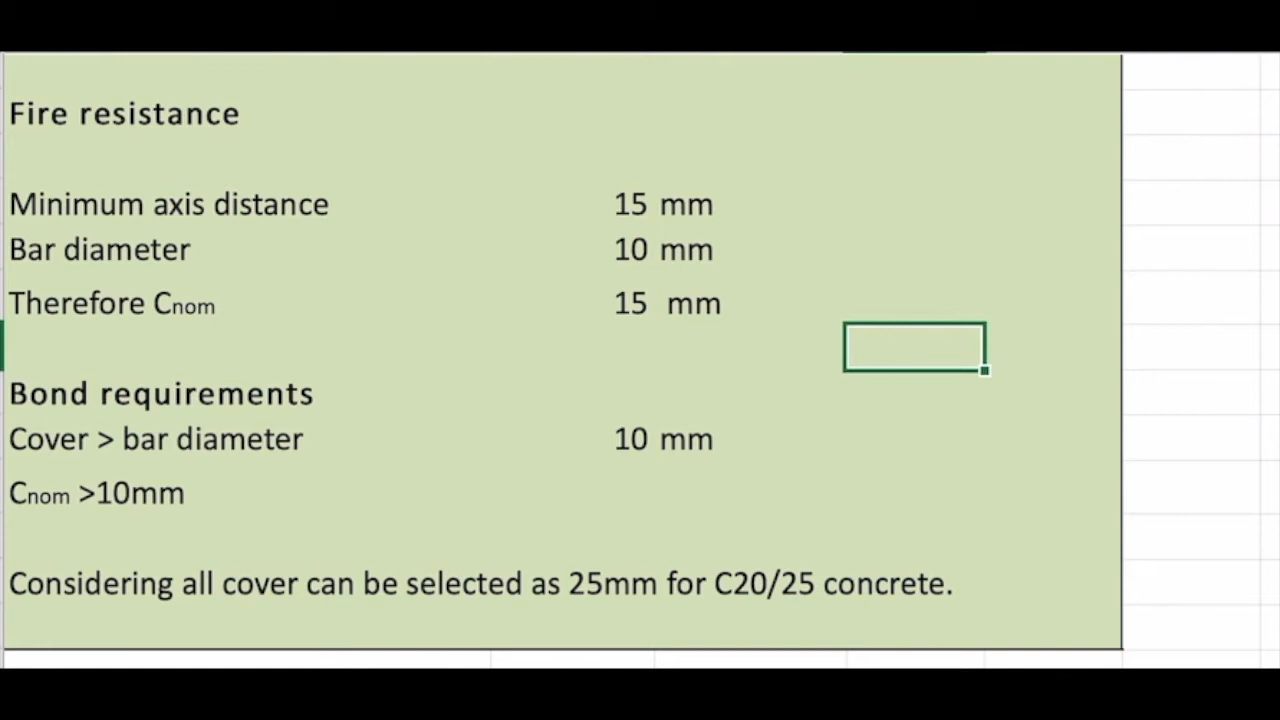 Fire resistance
Minimum axis distance 15 mm
Bar diameter 10 mm
Therefore Cnom 15 mm
Bond requirements
Cover > bar diameter 10 mm
Cnom >10mm
Considering all cover can be selected as 25mm for C20/25 concrete.